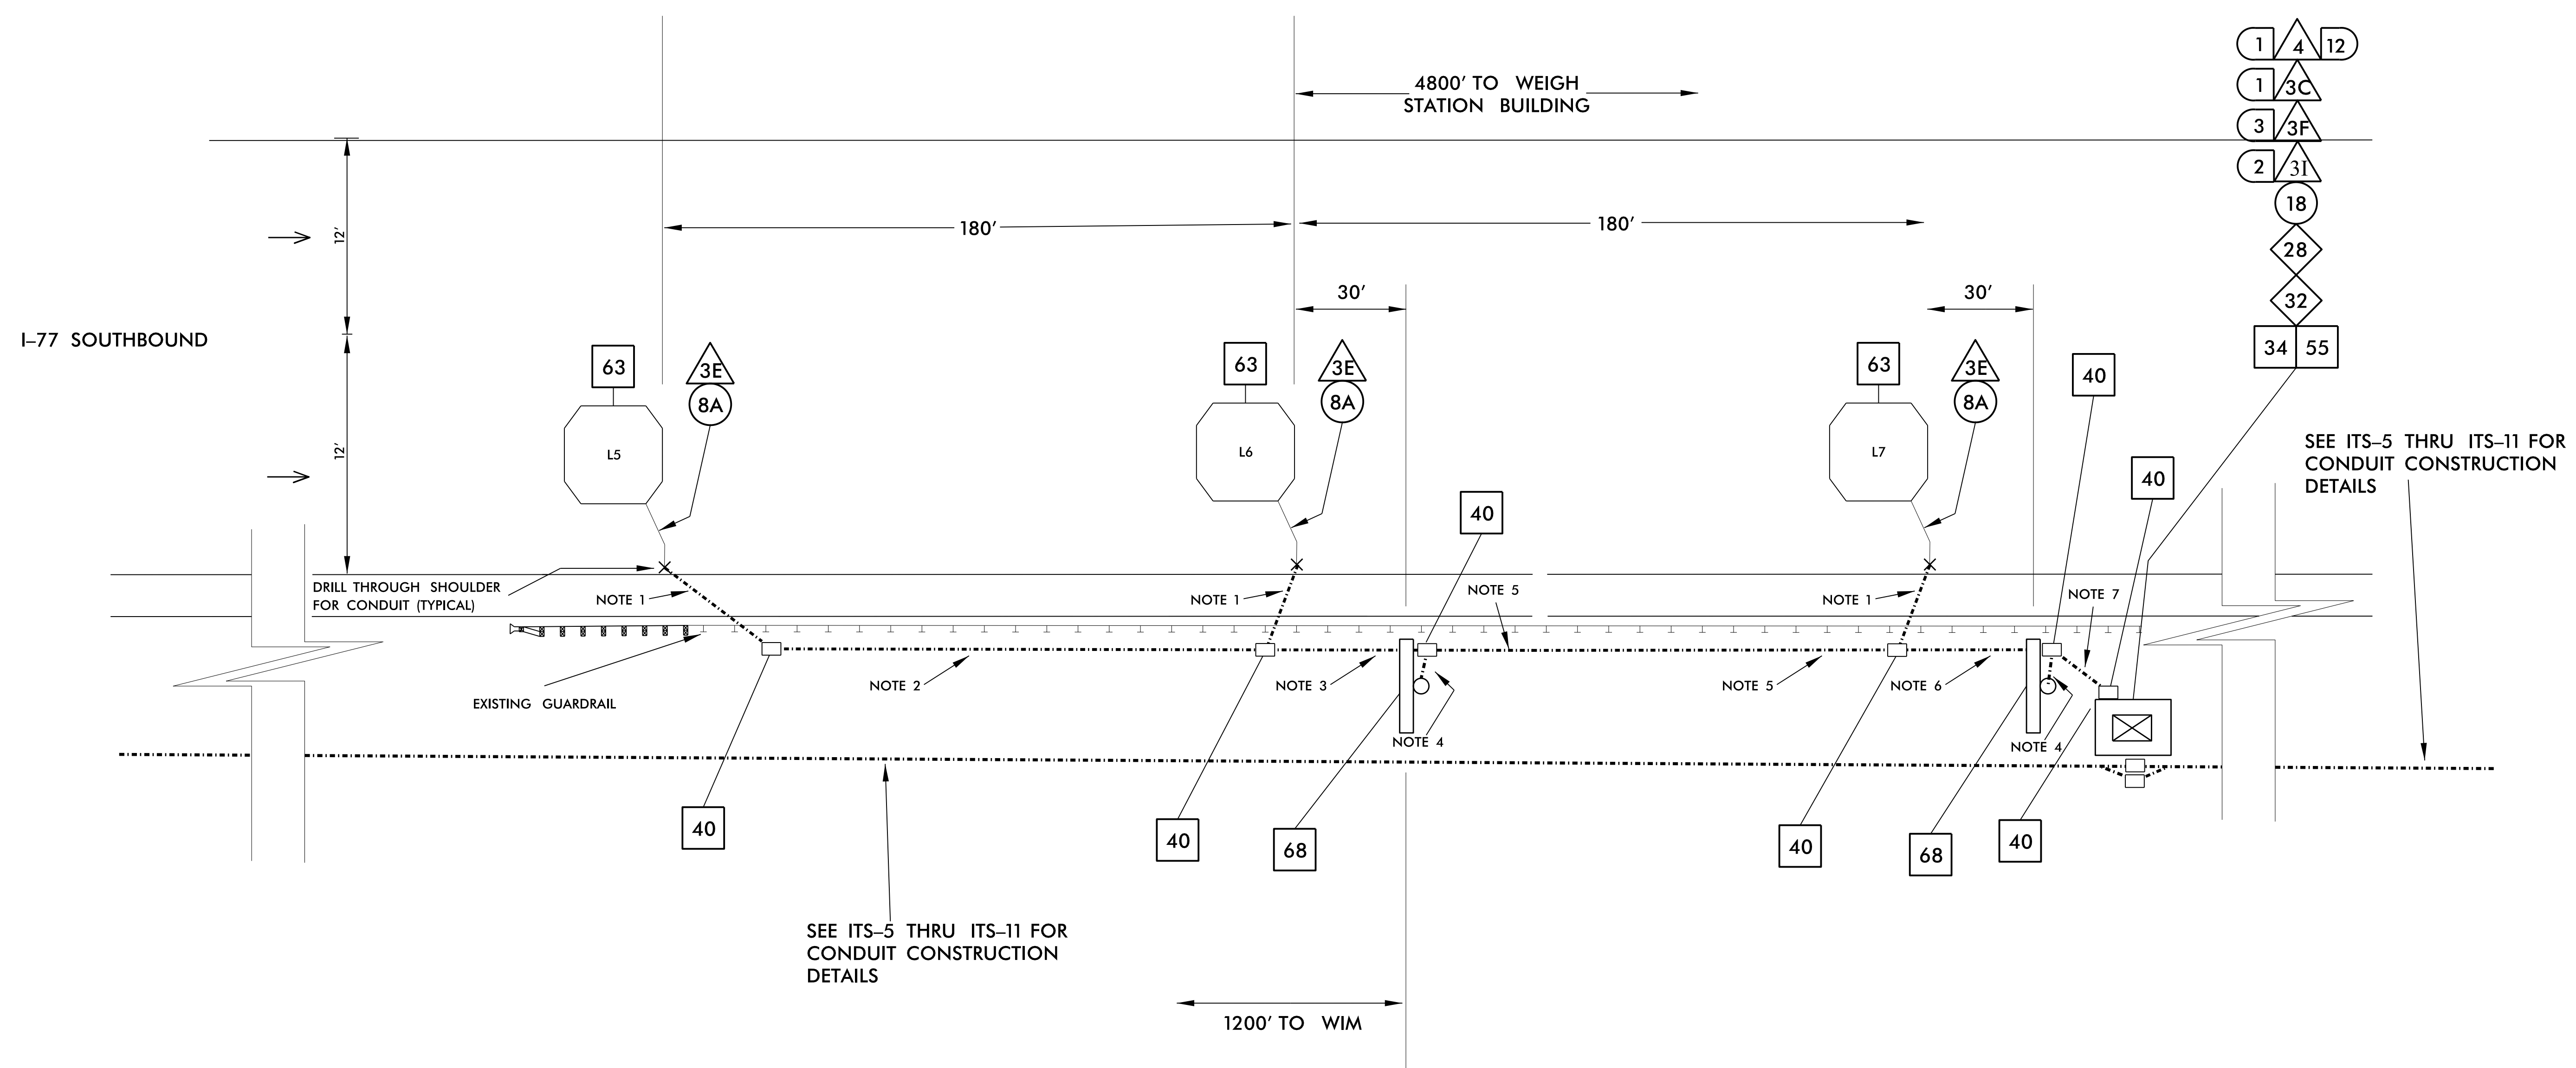 1 4 12
4800' TO WEIGH
STATION BUILDING
1 3C
3 3F
2 3I
18
12'
180'
180'
28
30'
30'
32
I–77 SOUTHBOUND
34 55
63 3E
63 3E
63 3E
40
8A
8A
8A
12'
L5
L6
L7
SEE ITS–5 THRU ITS–11 FOR
CONDUIT CONSTRUCTION
DETAILS
40
40
DRILL THROUGH SHOULDER
FOR CONDUIT (TYPICAL)
NOTE 1
NOTE 1
NOTE 5
NOTE 1
NOTE 7
EXISTING GUARDRAIL
NOTE 2
NOTE 3
NOTE 4
NOTE 5
NOTE 6
NOTE 4
40
40
68
40
68
40
SEE ITS–5 THRU ITS–11 FOR
CONDUIT CONSTRUCTION
DETAILS
1200' TO WIM